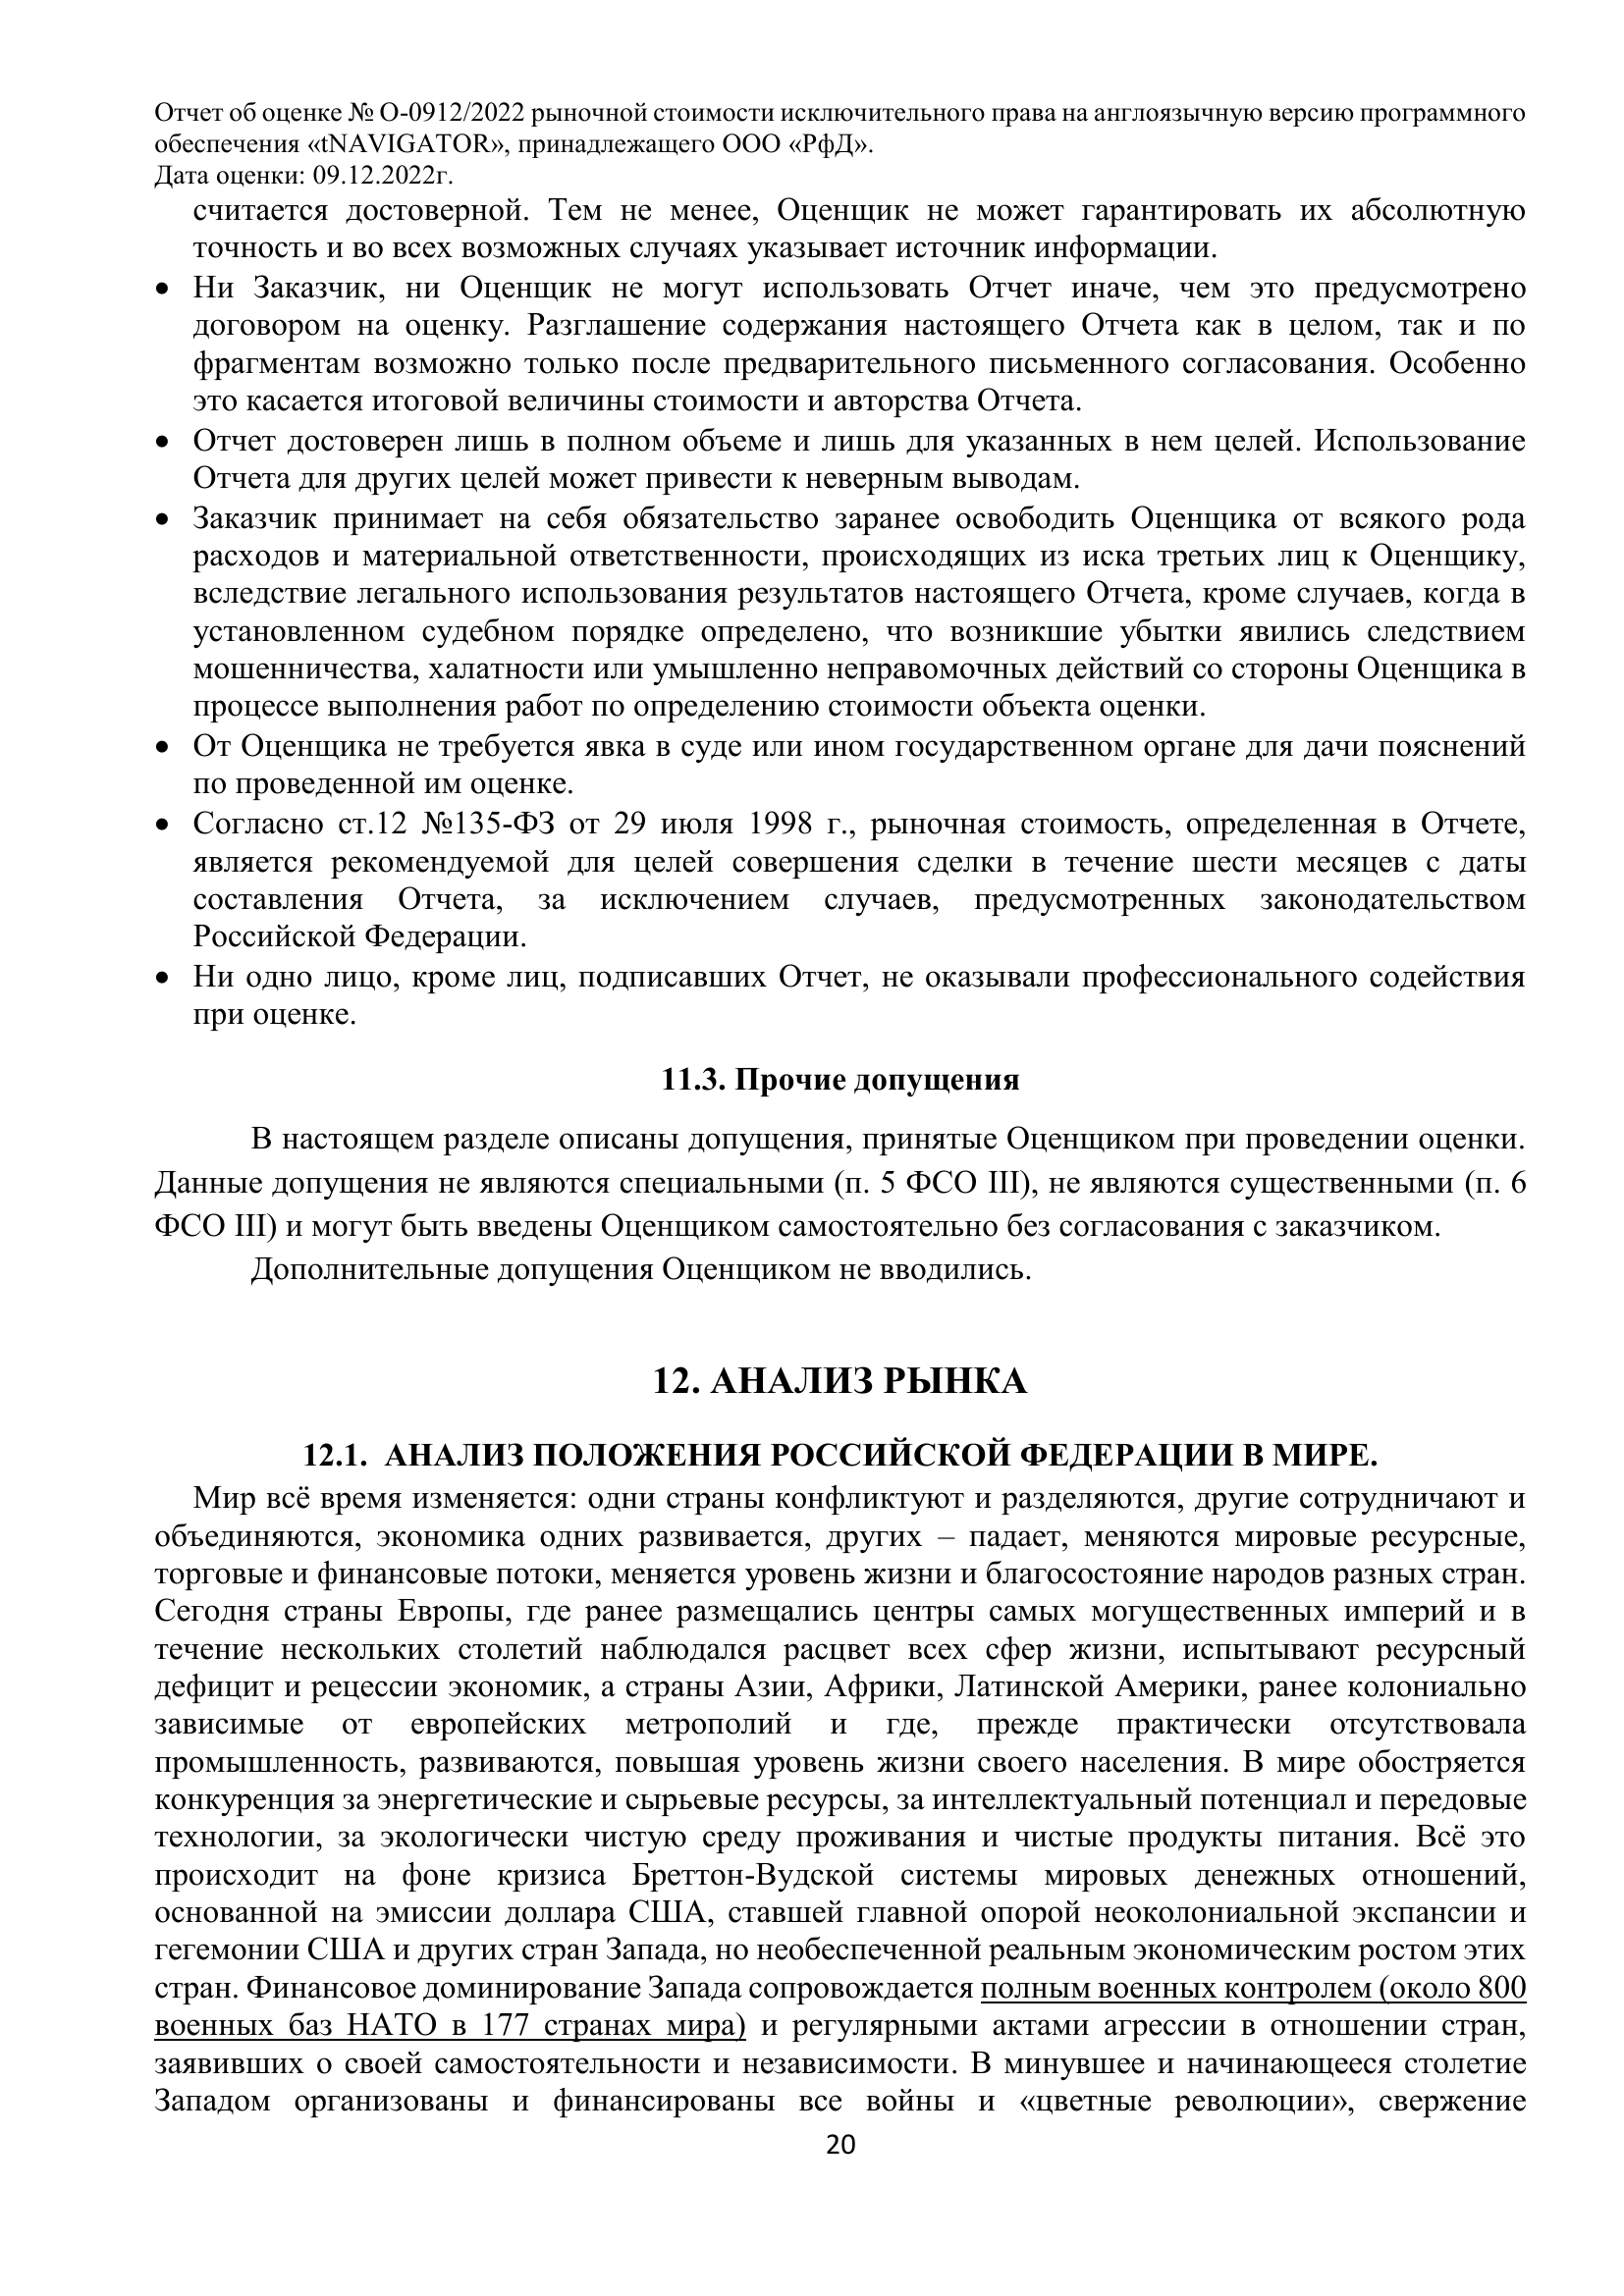 Отчет об оценке № О-0912/2022 рыночной стоимости исключительного права на англоязычную версию программного
обеспечения «tNAVIGATOR», принадлежащего ООО «РфД».
Дата оценки: 09.12.2022г.
считается достоверной. Тем не менее, Оценщик не может гарантировать их абсолютную
точность и во всех возможных случаях указывает источник информации.
• Ни Заказчик, ни Оценщик не могут использовать Отчет иначе, чем это предусмотрено
договором на оценку. Разглашение содержания настоящего Отчета как в целом, так и по
фрагментам возможно только после предварительного письменного согласования. Особенно
это касается итоговой величины стоимости и авторства Отчета.
• Отчет достоверен лишь в полном объеме и лишь для указанных в нем целей. Использование
Отчета для других целей может привести к неверным выводам.
• Заказчик принимает на себя обязательство заранее освободить Оценщика от всякого рода
расходов и материальной ответственности, происходящих из иска третьих лиц к Оценщику,
вследствие легального использования результатов настоящего Отчета, кроме случаев, когда в
установленном судебном порядке определено, что возникшие убытки явились следствием
мошенничества, халатности или умышленно неправомочных действий со стороны Оценщика в
процессе выполнения работ по определению стоимости объекта оценки.
• От Оценщика не требуется явка в суде или ином государственном органе для дачи пояснений
по проведенной им оценке.
• Согласно ст.12 №135-ФЗ от 29 июля 1998 г., рыночная стоимость, определенная в Отчете,
является рекомендуемой для целей совершения сделки в течение шести месяцев с даты
составления Отчета, за исключением случаев, предусмотренных законодательством
Российской Федерации.
• Ни одно лицо, кроме лиц, подписавших Отчет, не оказывали профессионального содействия
при оценке.
11.3. Прочие допущения
В настоящем разделе описаны допущения, принятые Оценщиком при проведении оценки.
Данные допущения не являются специальными (п. 5 ФСО III), не являются существенными (п. 6
ФСО III) и могут быть введены Оценщиком самостоятельно без согласования с заказчиком.
Дополнительные допущения Оценщиком не вводились.
12. АНАЛИЗ РЫНКА
12.1. АНАЛИЗ ПОЛОЖЕНИЯ РОССИЙСКОЙ ФЕДЕРАЦИИ В МИРЕ.
Мир всё время изменяется: одни страны конфликтуют и разделяются, другие сотрудничают и
объединяются, экономика одних развивается, других – падает, меняются мировые ресурсные,
торговые и финансовые потоки, меняется уровень жизни и благосостояние народов разных стран.
Сегодня страны Европы, где ранее размещались центры самых могущественных империй и в
течение нескольких столетий наблюдался расцвет всех сфер жизни, испытывают ресурсный
дефицит и рецессии экономик, а страны Азии, Африки, Латинской Америки, ранее колониально
зависимые от европейских метрополий и где, прежде практически отсутствовала
промышленность, развиваются, повышая уровень жизни своего населения. В мире обостряется
конкуренция за энергетические и сырьевые ресурсы, за интеллектуальный потенциал и передовые
технологии, за экологически чистую среду проживания и чистые продукты питания. Всё это
происходит на фоне кризиса Бреттон-Вудской системы мировых денежных отношений,
основанной на эмиссии доллара США, ставшей главной опорой неоколониальной экспансии и
гегемонии США и других стран Запада, но необеспеченной реальным экономическим ростом этих
стран. Финансовое доминирование Запада сопровождается полным военных контролем (около 800
военных баз НАТО в 177 странах мира) и регулярными актами агрессии в отношении стран,
заявивших о своей самостоятельности и независимости. В минувшее и начинающееся столетие
Западом организованы и финансированы все войны и «цветные революции», свержение
20